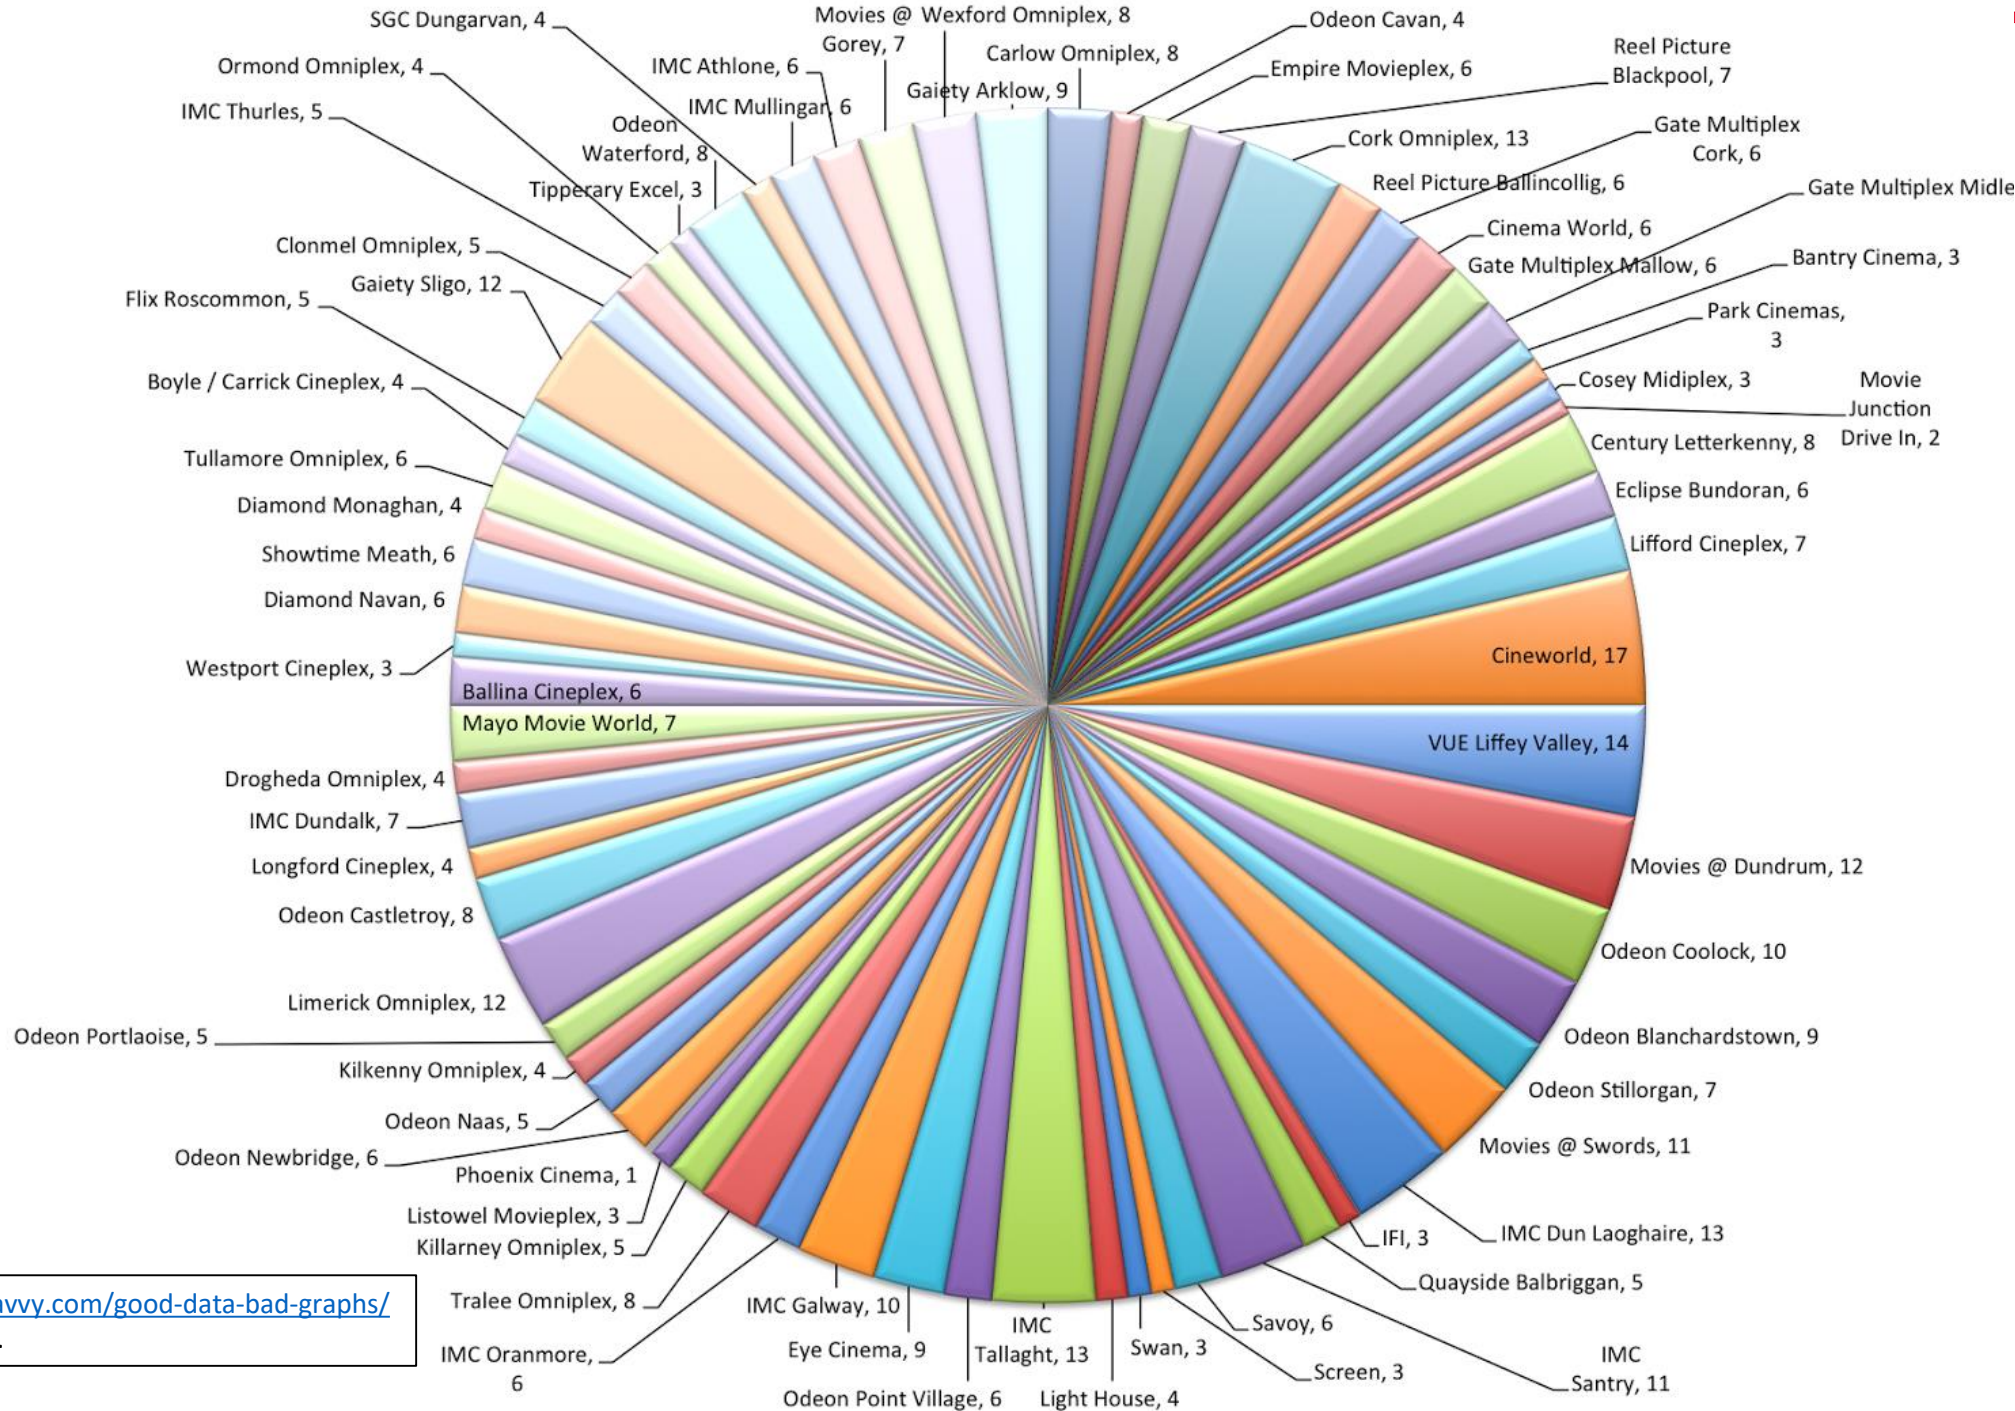 Carlow Omniplex, 8
Odeon Cavan, 4
Empire Movieplex, 6
Reel Picture
Blackpool, 7
Cork Omniplex, 13
Reel Picture Ballincollig, 6
Gate Multiplex
Cork, 6
Cinema World, 6
Gate Multiplex Mallow, 6
Gate Multiplex Midle
Bantry Cinema, 3
Park Cinemas,
3
Cosey Midiplex, 3
Movie
Junction
Drive In, 2
Century Letterkenny, 8
Eclipse Bundoran, 6
Lifford Cineplex, 7
Cineworld, 17
VUE Liffey Valley, 14
Movies @ Dundrum, 12
Odeon Coolock, 10
Odeon Blanchardstown, 9
Odeon Stillorgan, 7
Movies @ Swords, 11
IMC Dun Laoghaire, 13
IFI, 3
Quayside Balbriggan, 5
IMC
Santry, 11
Savoy, 6
Screen, 3
Swan, 3
Light House, 4
IMC
Tallaght, 13
Odeon Point Village, 6
Eye Cinema, 9
IMC Galway, 10
IMC Oranmore,
6
Tralee Omniplex, 8
Killarney Omniplex, 5
Listowel Movieplex, 3
Phoenix Cinema, 1
Odeon Newbridge, 6
Odeon Naas, 5
Kilkenny Omniplex, 4
Odeon Portlaoise, 5
Limerick Omniplex, 12
Odeon Castletroy, 8
Longford Cineplex, 4
IMC Dundalk, 7
Drogheda Omniplex, 4
Mayo Movie World, 7
Ballina Cineplex, 6
Westport Cineplex, 3
Diamond Navan, 6
Showtime Meath, 6
Diamond Monaghan, 4
Tullamore Omniplex, 6
Boyle / Carrick Cineplex, 4
Flix Roscommon, 5
Gaiety Sligo, 12
Clonmel Omniplex, 5
IMC Thurles, 5
Ormond Omniplex, 4
Tipperary Excel, 3
Odeon
Waterford, 8
SGC Dungarvan, 4
IMC Mullingar, 6
IMC Athlone, 6
Movies @
Gorey, 7
Wexford Omniplex, 8
Gaiety Arklow, 9
avvy.com/good-data-bad-graphs/
.